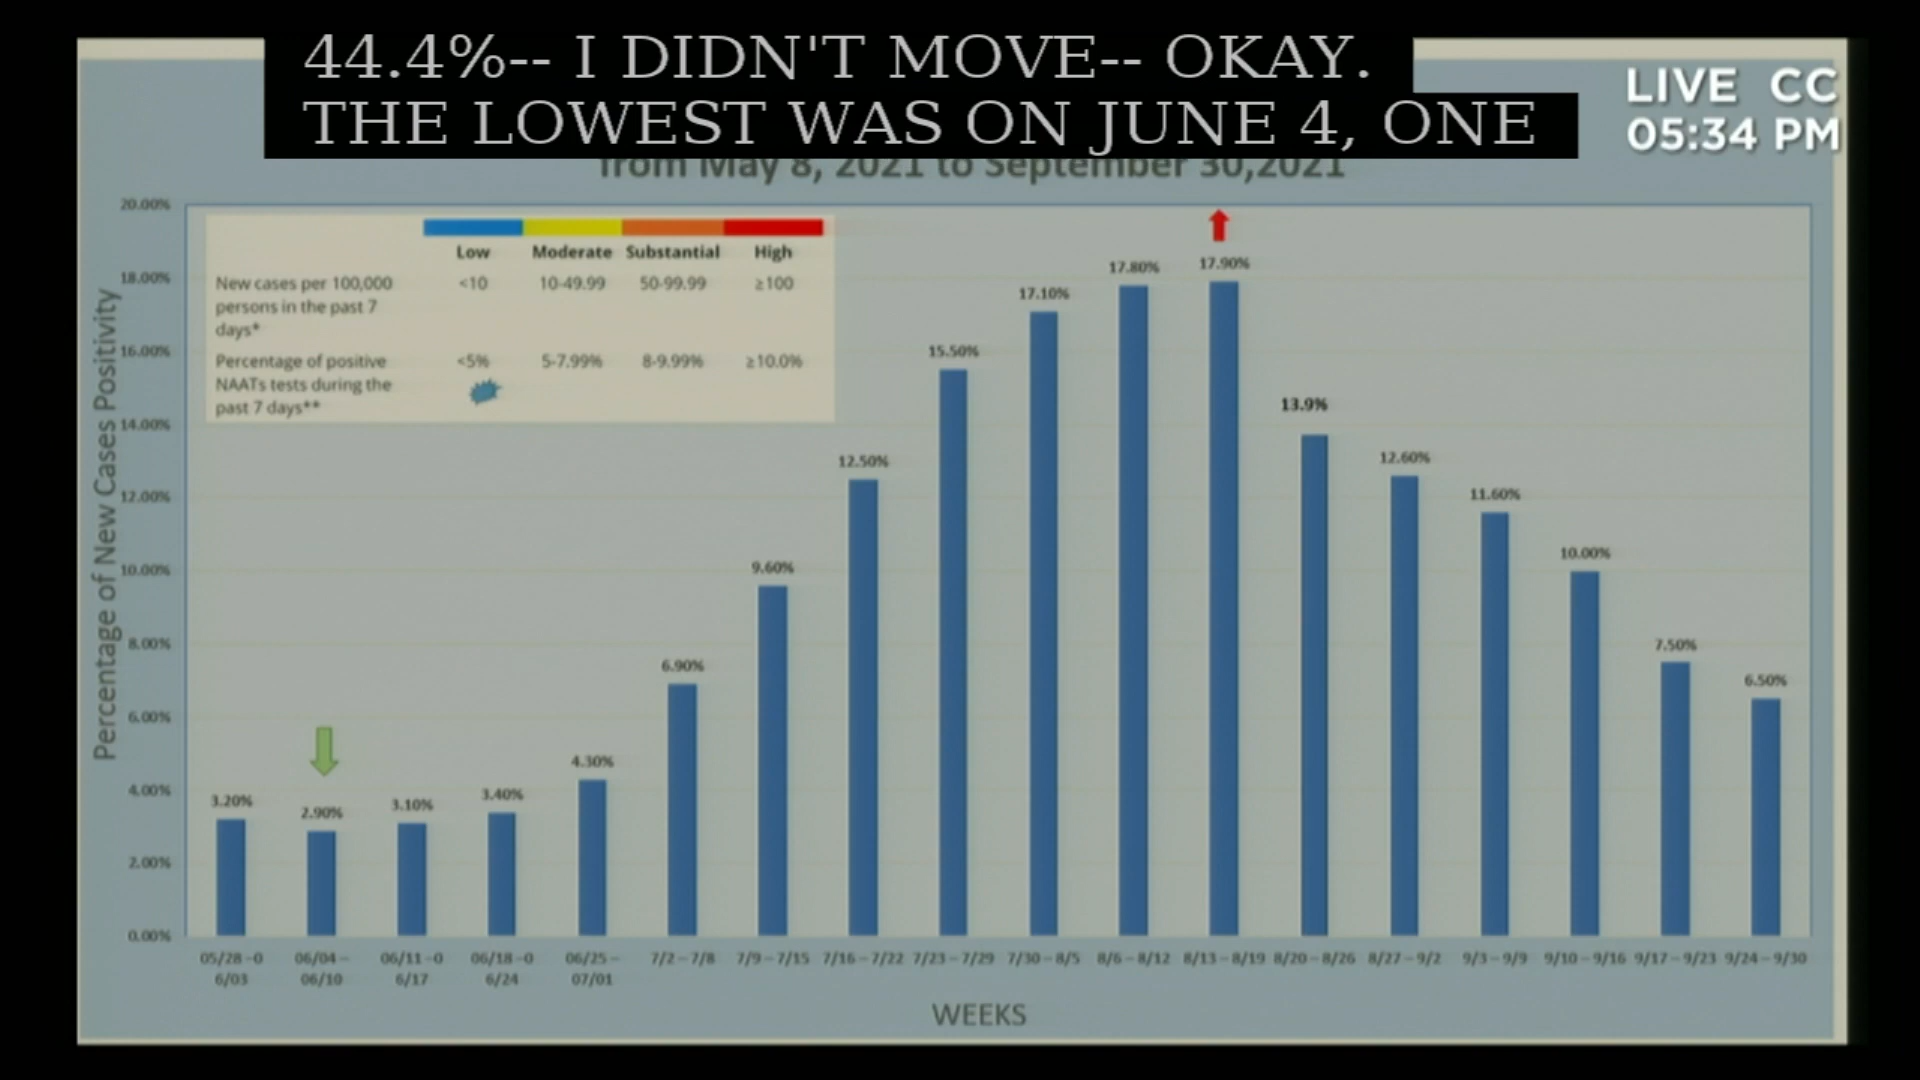 44.4%-- I DIDN'T MOVE-- OKAY.
THE LOWEST WAS ON JUNE 4, ONE
LIVE CC
05:34 PM
from May 8, 2021 to September 30,2021
Percentage of New Cases Positivity
20.00%
18.00%
16.00%
14.00%
12.00%
10.00%
8.00%
6.00%
4.00%
2.00%
0.00%
Low Moderate Substantial High
New cases per 100,000 <10 10-49.99 50-99.99 ≥100
persons in the past 7
days*
Percentage of positive <5% 5-7.99% 8-9.99% ≥10.0%
NAATs tests during the
past 7 days**
3.20%
2.90%
3.10%
3.40%
4.30%
6.90%
9.60%
12.50%
15.50%
17.10%
17.80%
17.90%
13.9%
12.60%
11.60%
10.00%
7.50%
6.50%
05/28 – 0 06/04 – 06/11 – 0 06/18 – 0 06/25 – 7/2 – 7/8 7/9 – 7/15 7/16 – 7/22 7/23 – 7/29 7/30 – 8/5 8/6 – 8/12 8/13 – 8/19 8/20 – 8/26 8/27 – 9/2 9/3 – 9/9 9/10 – 9/16 9/17 – 9/23 9/24 – 9/30
6/03 06/10 6/17 6/24 07/01
WEEKS